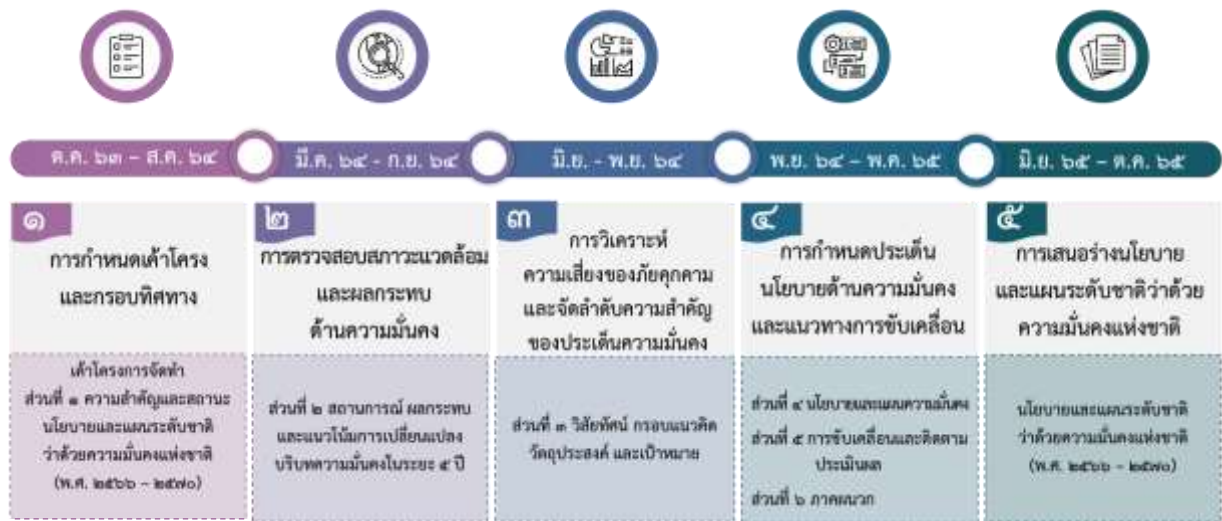 ต.ค. ๖๓ – ส.ค. ๖๔
มี.ค. ๖๔ - ก.ย. ๖๔
มิ.ย. - พ.ย. ๖๔
พ.ย. ๖๔ – พ.ค. ๖๕
มิ.ย. ๖๕ – ต.ค. ๖๕
๑
การกำหนดเค้าโครง
และกรอบทิศทาง
เค้าโครงการจัดทำ
ส่วนที่ ๑ ความสำคัญและสถานะ
นโยบายและแผนระดับชาติ
ว่าด้วยความมั่นคงแห่งชาติ
(พ.ศ. ๒๕๖๖ – ๒๕๗๐)
๒
การตรวจสอบสภาวะแวดล้อม
และผลกระทบ
ด้านความมั่นคง
ส่วนที่ ๒ สถานการณ์ ผลกระทบ
และแนวโน้มการเปลี่ยนแปลง
บริบทความมั่นคงในระยะ ๕ ปี
๓
การวิเคราะห์
ความเสี่ยงของภัยคุกคาม
และจัดลำดับความสำคัญ
ของประเด็นความมั่นคง
ส่วนที่ ๓ วิสัยทัศน์ กรอบแนวคิด
วัตถุประสงค์ และเป้าหมาย
๔
การกำหนดประเด็น
นโยบายด้านความมั่นคง
และแนวทางการขับเคลื่อน
ส่วนที่ ๔ นโยบายและแผนความมั่นคง
ส่วนที่ ๕ การขับเคลื่อนและติดตาม
ประเมินผล
ส่วนที่ ๖ ภาคผนวก
๕
การเสนอร่างนโยบาย
และแผนระดับชาติว่าด้วย
ความมั่นคงแห่งชาติ
นโยบายและแผนระดับชาติ
ว่าด้วยความมั่นคงแห่งชาติ
(พ.ศ. ๒๕๖๖ – ๒๕๗๐)